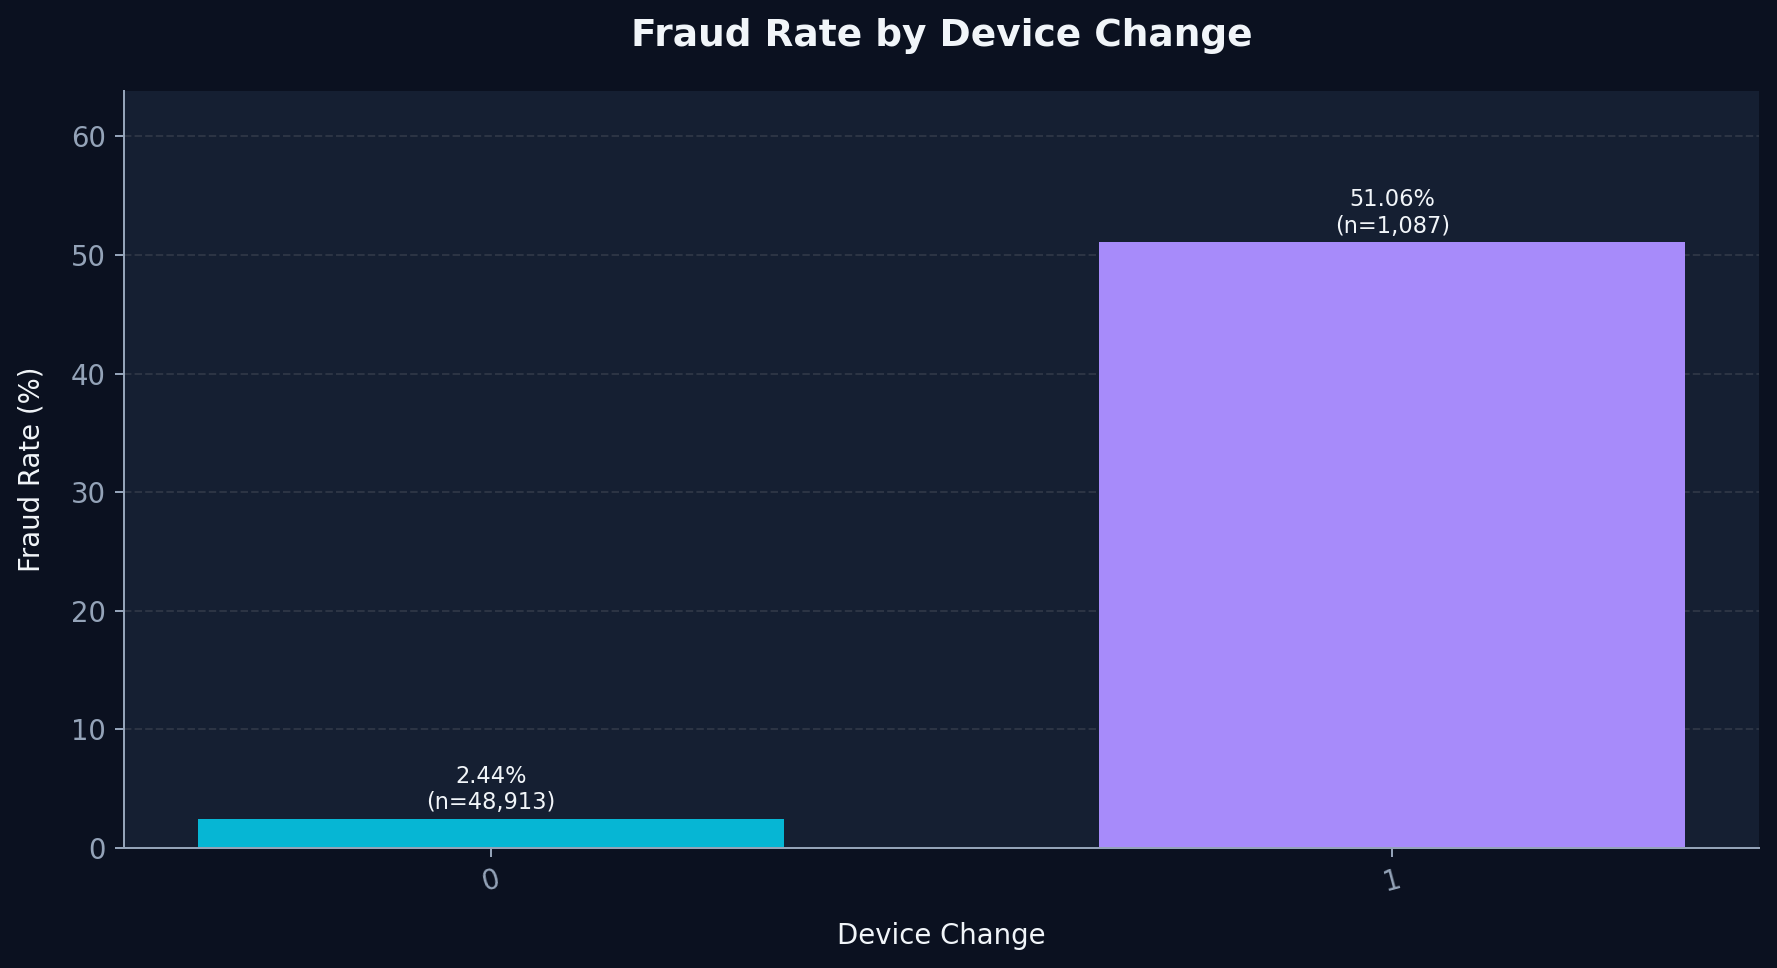 Fraud Rate by Device Change
Fraud Rate (%)
60
50
40
30
20
10
0
51.06%
(n=1,087)
2.44%
(n=48,913)
0
1
Device Change